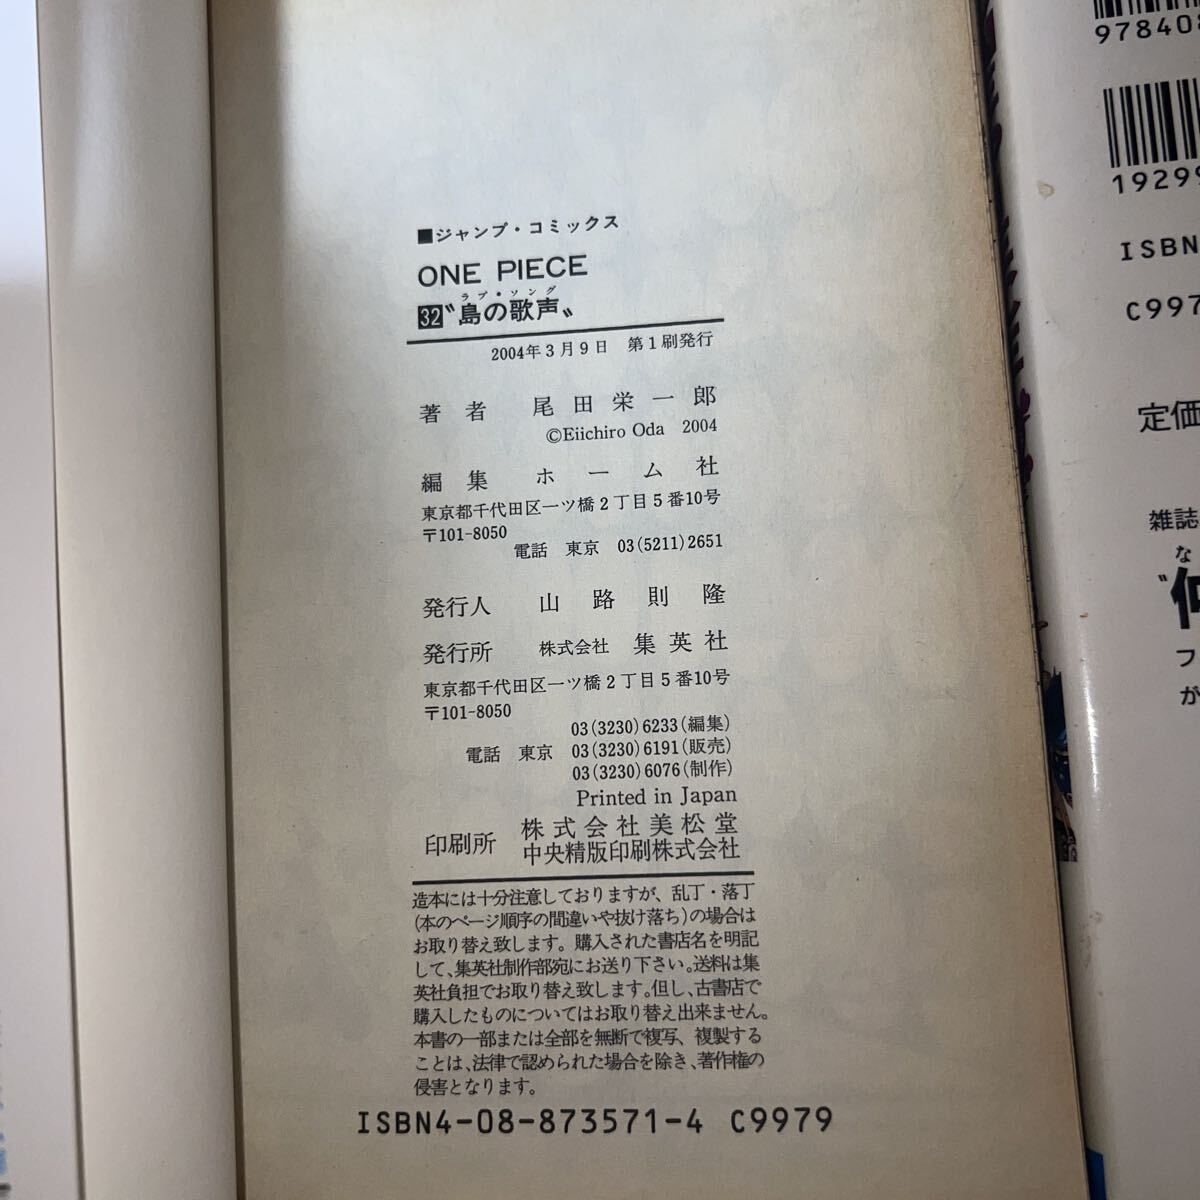 ■ジャンプ・コミックス
ONE PIECE
ラブ・ソング
32〝島の歌声〟
2004年3月9日 第1刷発行
著者 尾田栄一郎
©Eiichiro Oda 2004
編集 ホーム社
東京都千代田区一ツ橋2丁目5番10号
〒101-8050
電話 東京 03(5211)2651
発行人 山路則隆
発行所 株式会社 集英社
東京都千代田区一ツ橋2丁目5番10号
〒101-8050
03(3230)6233(編集)
電話 東京 03(3230)6191(販売)
03(3230)6076(制作)
Printed in Japan
印刷所 株式会社美松堂
中央精版印刷株式会社
造本には十分注意しておりますが、乱丁・落丁
(本のページ順序の間違いや抜け落ち)の場合は
お取り替え致します。購入された書店名を明記
して、集英社制作部宛にお送り下さい。送料は集
英社負担でお取り替え致します。但し、古書店で
購入したものについてはお取り替え出来ません。
本書の一部または全部を無断で複写、複製する
ことは、法律で認められた場合を除き、著作権の
侵害となります。
ISBN4-08-873571-4 C9979
97840
19299
ISBN
C997
定価
雑誌
な
フ
が